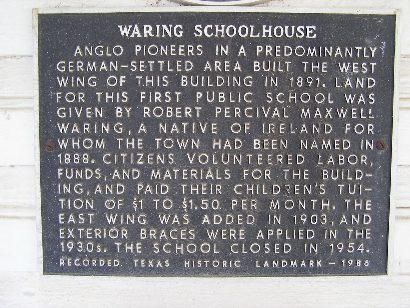 WARING SCHOOLHOUSE
ANGLO PIONEERS IN A PREDOMINANTLY
GERMAN-SETTLED AREA BUILT THE WEST
WING OF THIS BUILDING IN 1891. LAND
FOR THIS FIRST PUBLIC SCHOOL WAS
GIVEN BY ROBERT PERCIVAL MAXWELL
WARING, A NATIVE OF IRELAND FOR
WHOM THE TOWN HAD BEEN NAMED IN
1888. CITIZENS VOLUNTEERED LABOR,
FUNDS, AND MATERIALS FOR THE BUILD-
ING, AND PAID THEIR CHILDREN'S TUI-
TION OF $1 TO $1.50 PER MONTH. THE
EAST WING WAS ADDED IN 1903, AND
EXTERIOR BRACES WERE APPLIED IN THE
1930s. THE SCHOOL CLOSED IN 1954.
RECORDED TEXAS HISTORIC LANDMARK - 1986